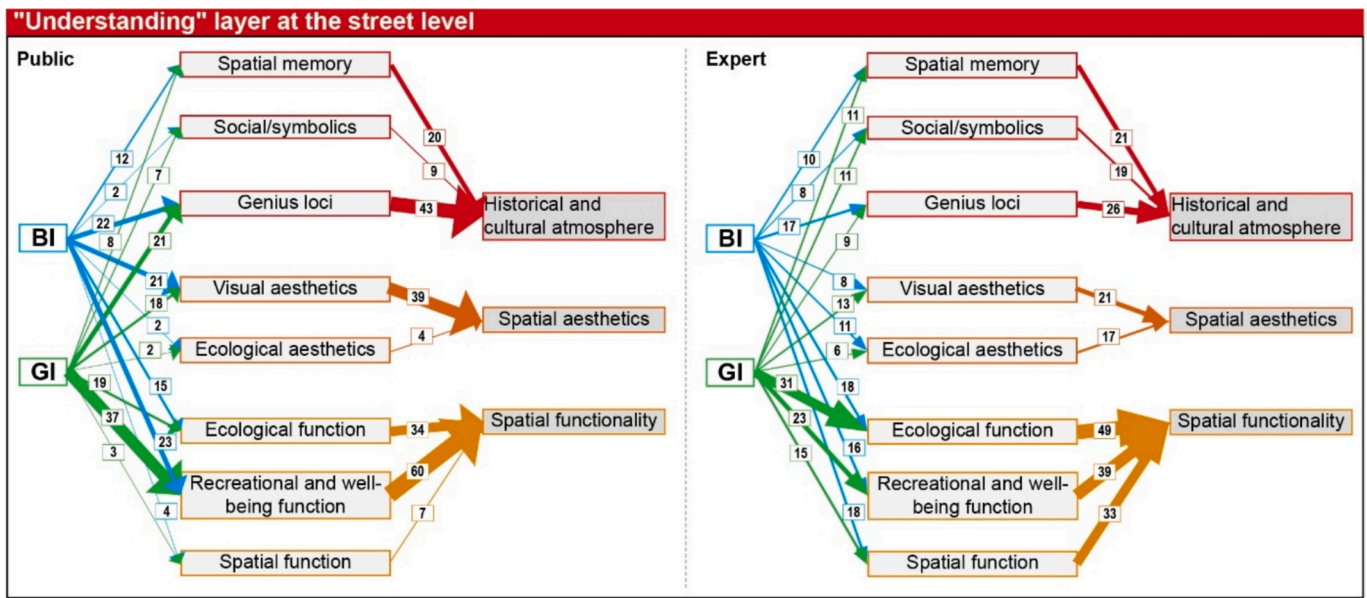 "Understanding" layer at the street level
Public
Spatial memory
Social/symbolics
Genius loci
Visual aesthetics
Ecological aesthetics
Ecological function
Recreational and well-
being function
Spatial function
BI
GI
12
2
7
22
8
21
21
18
2
2
15
19
37
23
3
4
20
9
43
39
4
34
60
7
Historical and
cultural atmosphere
Spatial aesthetics
Spatial functionality
Expert
Spatial memory
Social/symbolics
Genius loci
Visual aesthetics
Ecological aesthetics
Ecological function
Recreational and well-
being function
Spatial function
BI
GI
11
10
11
8
17
9
8
13
11
6
31
18
23
16
15
18
21
19
26
21
17
49
39
33
Historical and
cultural atmosphere
Spatial aesthetics
Spatial functionality